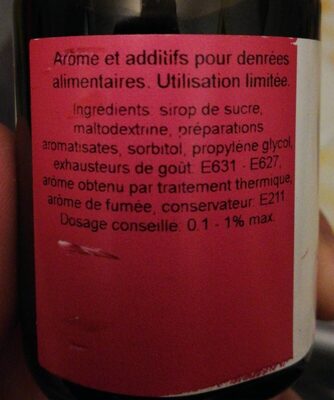 Arôme et additifs pour denrées
alimentaires. Utilisation limitée.
Ingredients: sirop de sucre,
maltodextrine, préparations
aromatisates, sorbitol, propylène glycol,
exhausteurs de goût. E631 - E627,
arôme obtenu par traitement thermique,
arôme de fumée, conservateur: E211
Dosage conseille: 0.1 - 1% max.